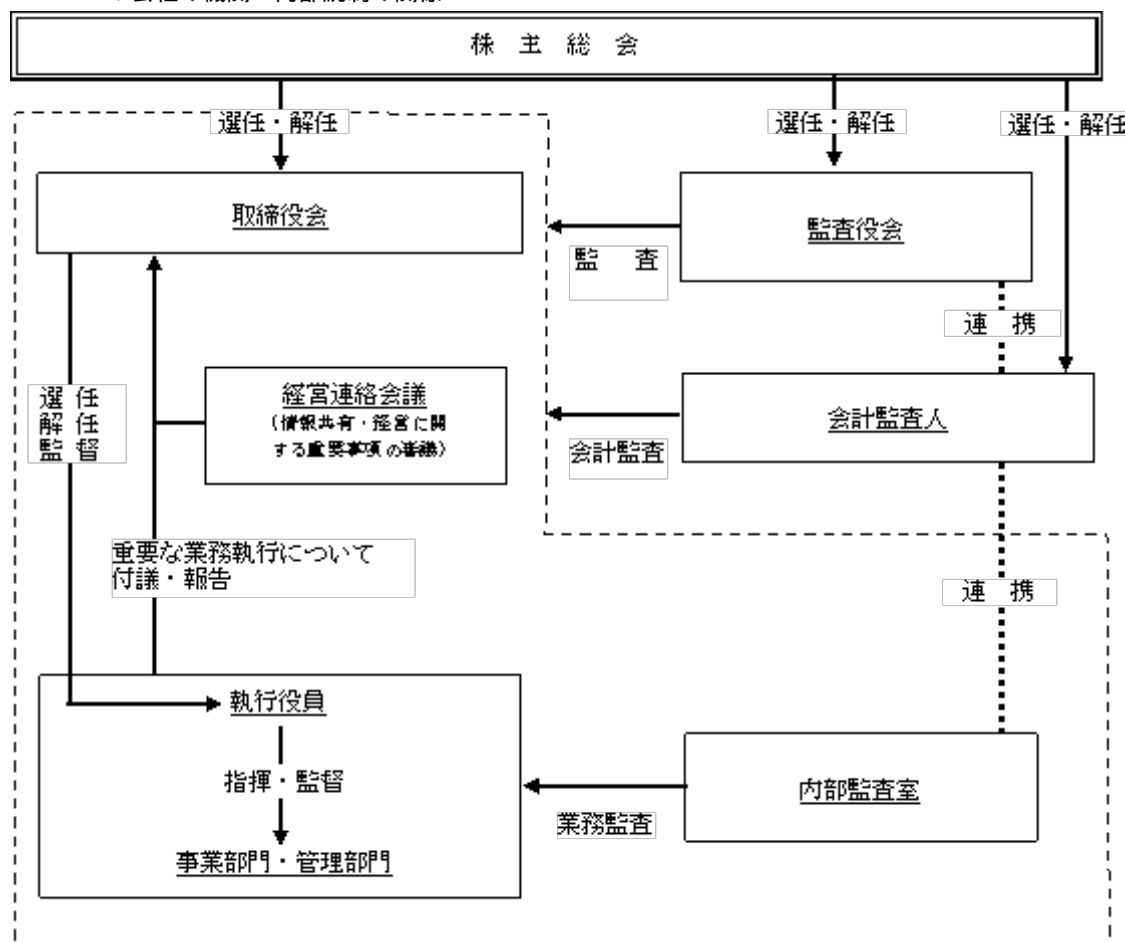 株 主 総 会
選任・解任
選任・解任
選任・解任
取締役会
監査役会
監 査
連 携
選 任
解 任
監 督
経営連絡会議
（情報共有・経営に関
する重要事項の審議）
会計監査人
会計監査
重要な業務執行について
付議・報告
連 携
執行役員
指揮・監督
事業部門・管理部門
内部監査室
業務監査